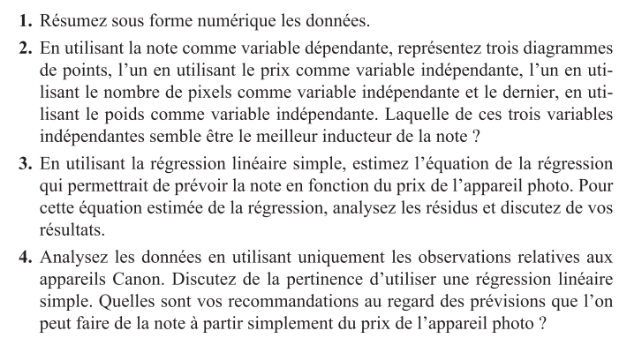 1. Résumez sous forme numérique les données.
2. En utilisant la note comme variable dépendante, représentez trois diagrammes
de points, l’un en utilisant le prix comme variable indépendante, l’un en uti-
lisant le nombre de pixels comme variable indépendante et le dernier, en uti-
lisant le poids comme variable indépendante. Laquelle de ces trois variables
indépendantes semble être le meilleur inducteur de la note ?
3. En utilisant la régression linéaire simple, estimez l’équation de la régression
qui permettrait de prévoir la note en fonction du prix de l’appareil photo. Pour
cette équation estimée de la régression, analysez les résidus et discutez de vos
résultats.
4. Analysez les données en utilisant uniquement les observations relatives aux
appareils Canon. Discutez de la pertinence d’utiliser une régression linéaire
simple. Quelles sont vos recommandations au regard des prévisions que l’on
peut faire de la note à partir simplement du prix de l’appareil photo ?